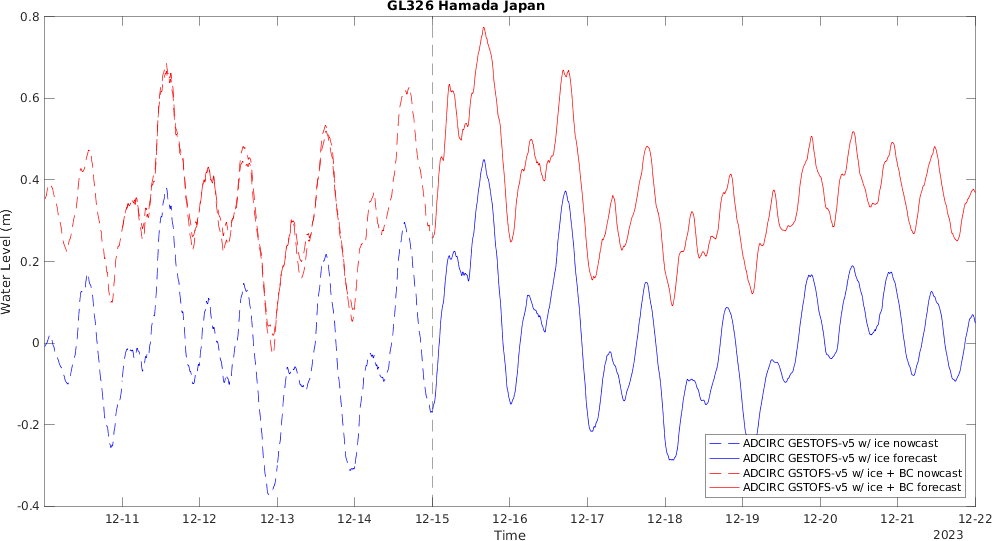 GL326 Hamada Japan
0.8
0.6
0.4
0.2
0
-0.2
-0.4
Water Level (m)
ADCIRC GESTOFS-v5 w/ ice nowcast
ADCIRC GESTOFS-v5 w/ ice forecast
ADCIRC GSTOFS-v5 w/ ice + BC nowcast
ADCIRC GSTOFS-v5 w/ ice + BC forecast
12-11 12-12 12-13 12-14 12-15 12-16 12-17 12-18 12-19 12-20 12-21 12-22
Time
2023